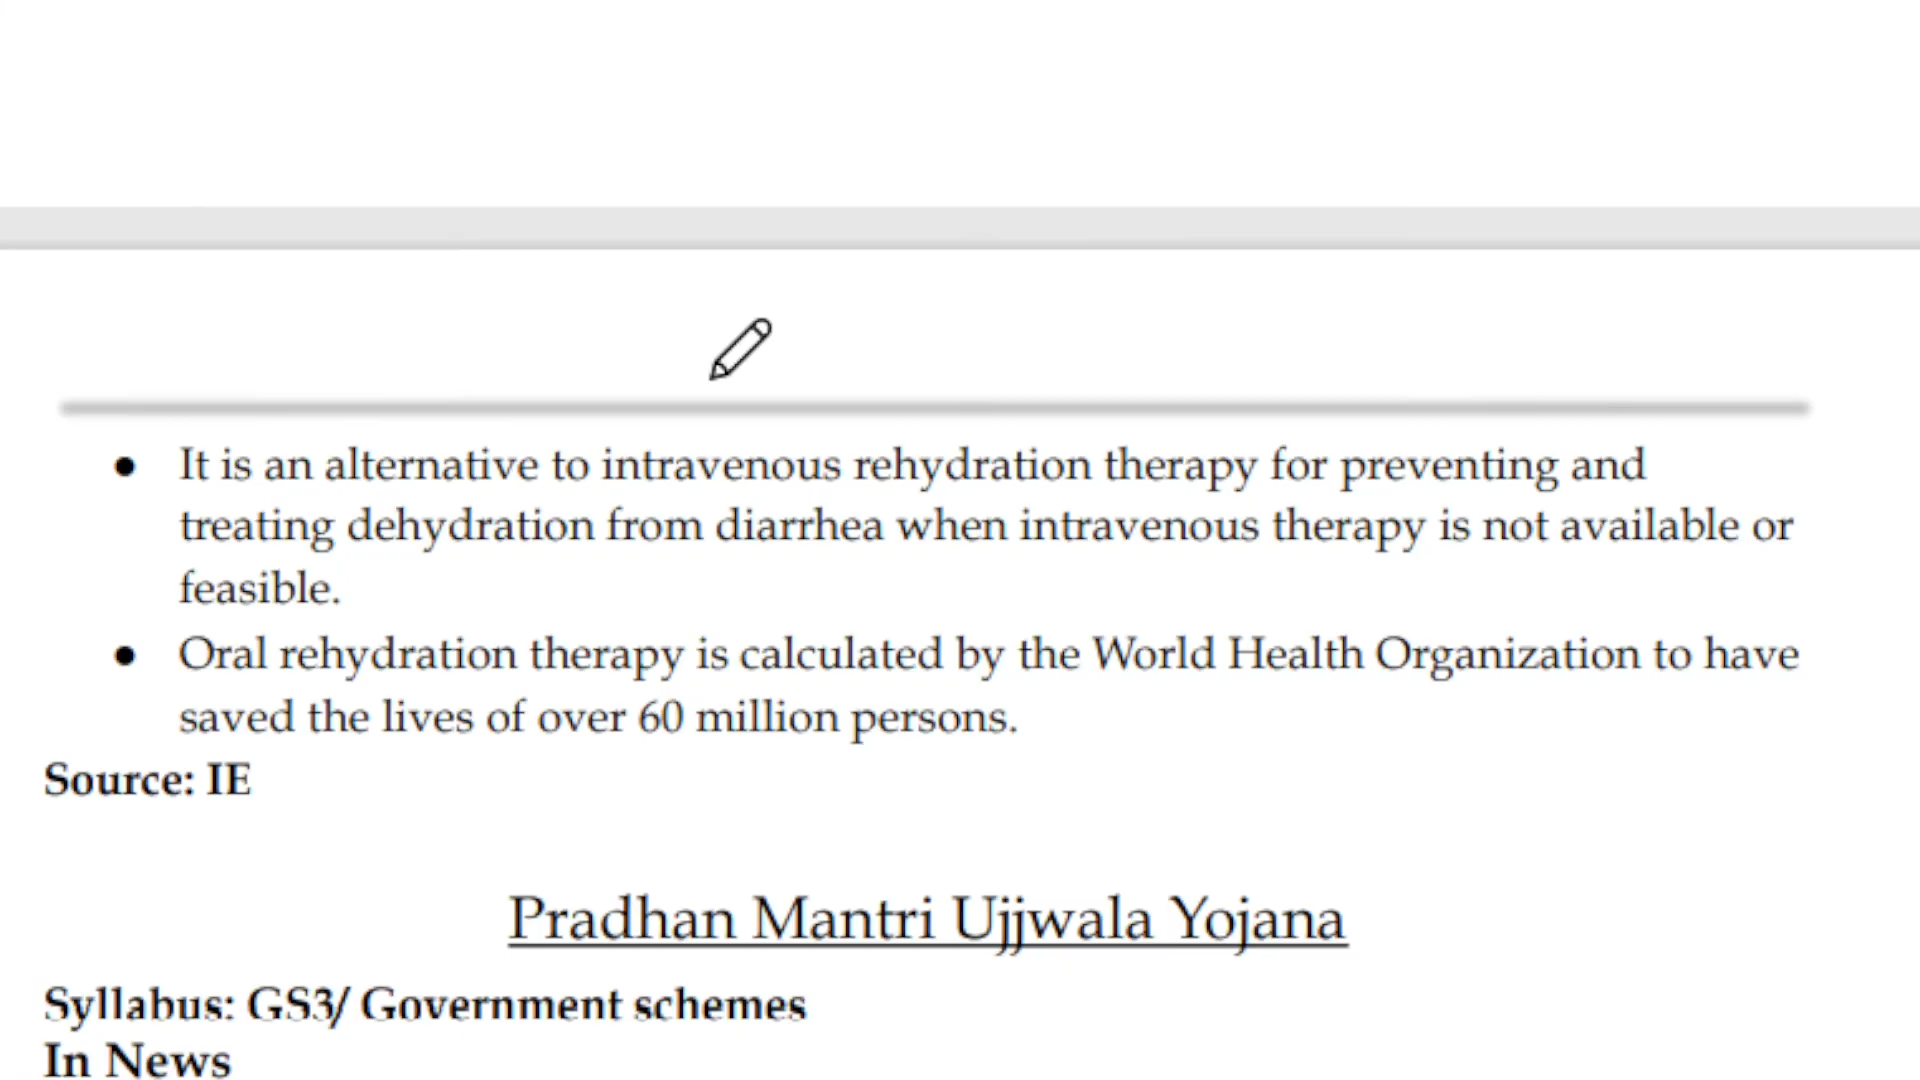 ● It is an alternative to intravenous rehydration therapy for preventing and
treating dehydration from diarrhea when intravenous therapy is not available or
feasible.
● Oral rehydration therapy is calculated by the World Health Organization to have
saved the lives of over 60 million persons.
Source: IE
Pradhan Mantri Ujjwala Yojana
Syllabus: GS3/ Government schemes
In News